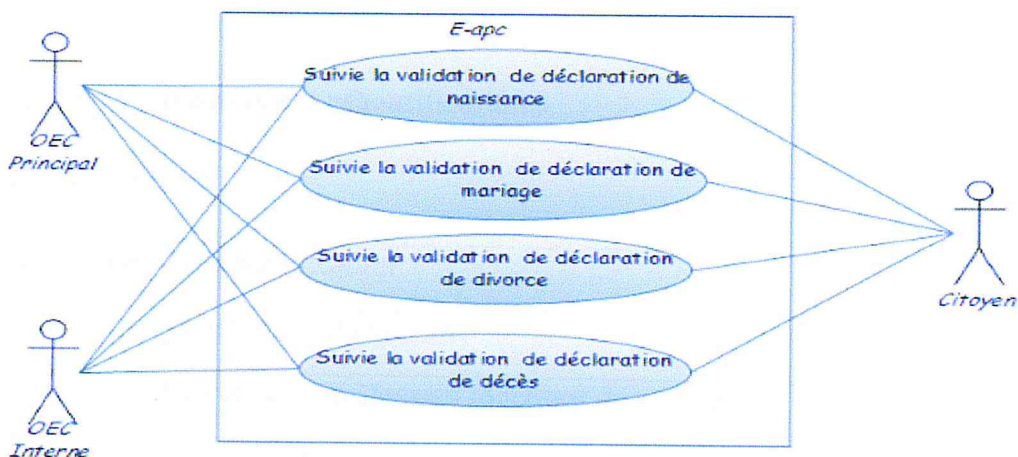 E-apc
Suivie la validation de déclaration de
naissance
OEC
Principal
Suivie la validation de déclaration de
mariage
Citoyen
Suivie la validation de déclaration
de divorce
Suivie la validation de déclaration
de décès
OEC
Interne